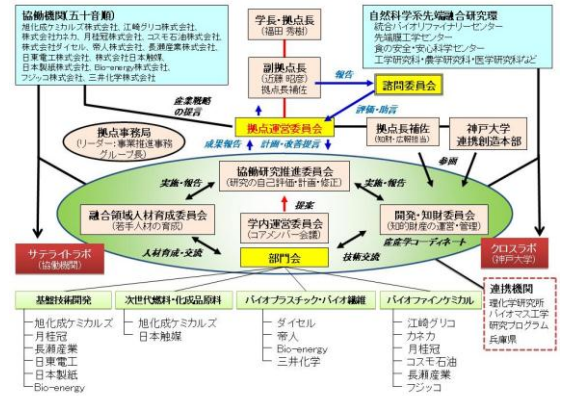 協働機関(五十音順)
旭化成ケミカルズ株式会社, 江崎グリコ株式会社,
株式会社カネカ, 月桂冠株式会社, コスモ石油株式会社,
株式会社ダイセル, 帝人株式会社, 長瀬産業株式会社,
日東電工株式会社, 株式会社日本触媒,
日本製紙株式会社, Bio-energy株式会社,
フジッコ株式会社, 三井化学株式会社
学長・拠点長
(福田 秀樹)
副拠点長
(近藤 昭彦)
拠点長補佐
自然科学系先端融合研究環
統合バイオリファイナリーセンター
先端膜工学センター
食の安全・安心科学センター
工学研究科・農学研究科・医学研究科など
報告
諮問委員会
評価・助言
産業戦略
の提言
拠点運営委員会
拠点事務局
(リーダー:事業推進事務
グループ長)
成果報告
計画・改善提言
拠点長補佐
(知財・広報担当)
神戸大学
連携創造本部
参画
協働研究推進委員会
(研究の自己評価・計画・修正)
実施・報告
実施・報告
提案
融合領域人材育成委員会
(若手人材の育成)
学内運営委員会
(コアメンバー会議)
開発・知財委員会
(知的財産の運営・管理)
人材育成・交流
技術交流
産産学コーディネート
部門会
サテライトラボ
(協働機関)
クロスラボ
(神戸大学)
連携機関
理化学研究所
バイオマス工学
研究プログラム
兵庫県
基盤技術開発
旭化成ケミカルズ
月桂冠
長瀬産業
日東電工
日本製紙
Bio-energy
次世代燃料・化成品原料
旭化成ケミカルズ
日本触媒
バイオプラスチック・バイオ繊維
ダイセル
帝人
Bio-energy
三井化学
バイオファインケミカル
江崎グリコ
カネカ
月桂冠
コスモ石油
長瀬産業
フジッコ